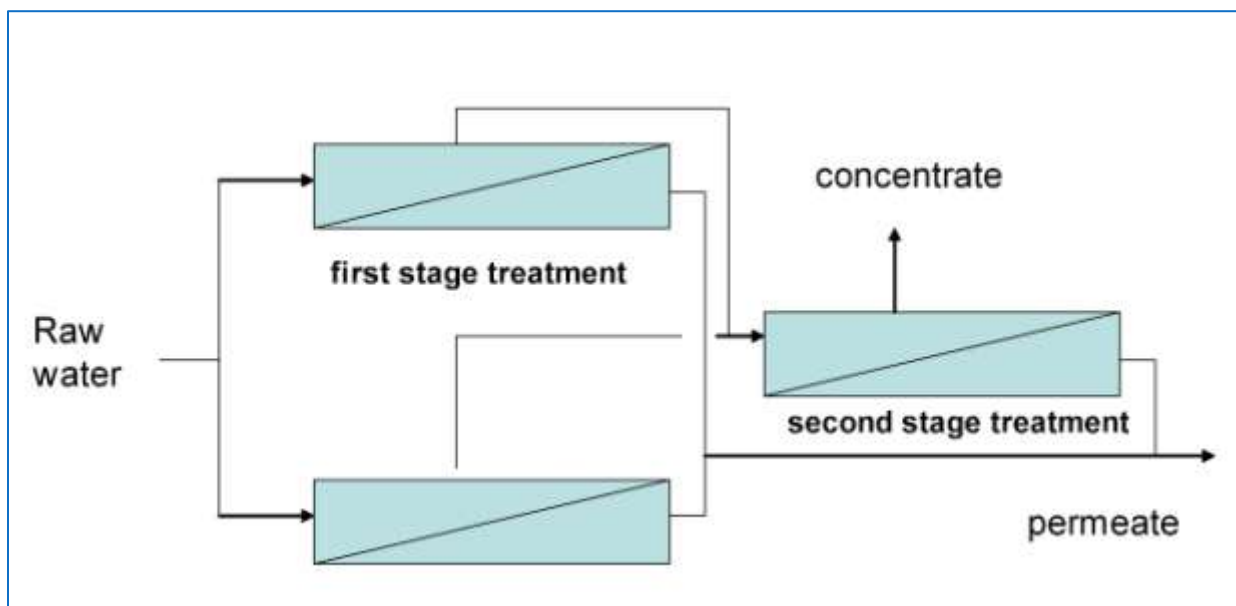 concentrate
first stage treatment
Raw
water
second stage treatment
permeate